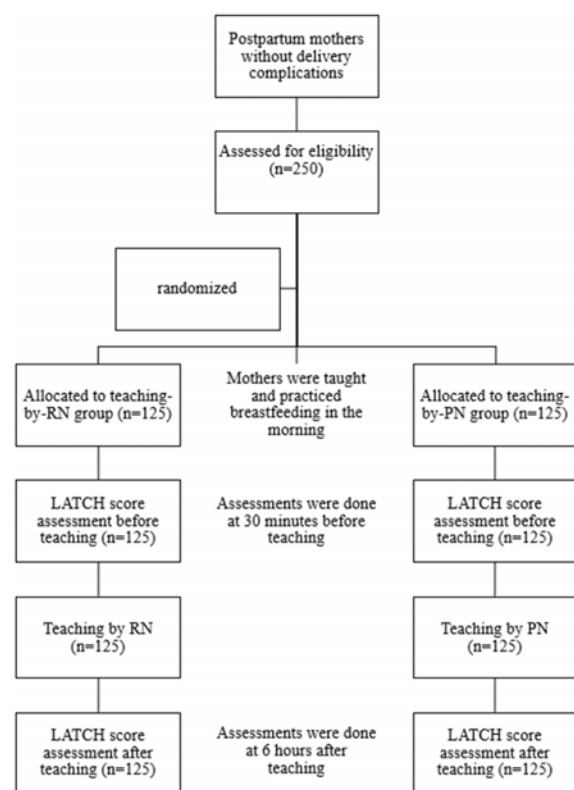 Postpartum mothers
without delivery
complications
Assessed for eligibility
(n=250)
randomized
Allocated to teaching-
by-RN group (n=125)
Mothers were taught
and practiced
breastfeeding in the
morning
Allocated to teaching-
by-PN group (n=125)
LATCH score
assessment before
teaching (n=125)
Assessments were done
at 30 minutes before
teaching
LATCH score
assessment before
teaching (n=125)
Teaching by RN
(n=125)
Teaching by PN
(n=125)
LATCH score
assessment after
teaching (n=125)
Assessments were done
at 6 hours after
teaching
LATCH score
assessment after
teaching (n=125)